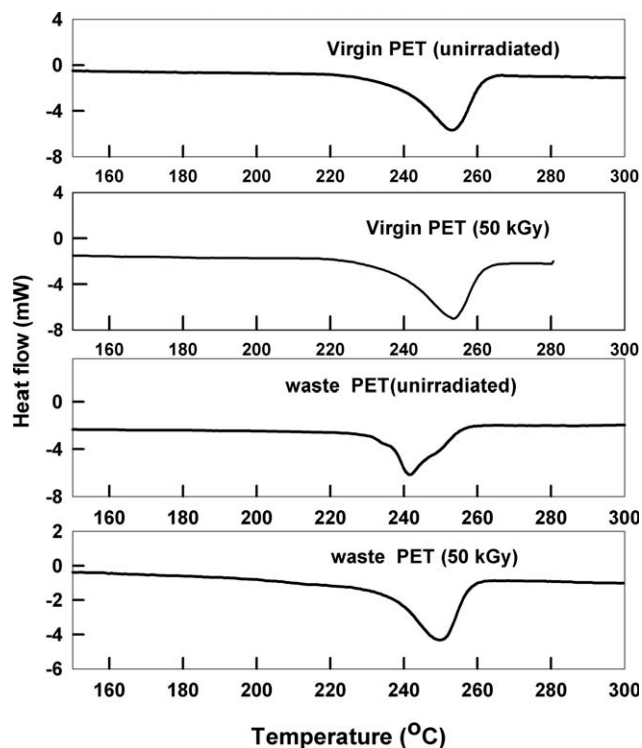 4
Virgin PET (unirradiated)
0
-4
-8
160 180 200 220 240 260 280 300
4
Virgin PET (50 kGy)
0
-4
-8
160 180 200 220 240 260 280 300
waste PET(unirradiated)
0
-4
-8
160 180 200 220 240 260 280 300
2
waste PET (50 kGy)
0
-2
-4
-6
160 180 200 220 240 260 280 300
Heat flow (mW)
Temperature (°C)